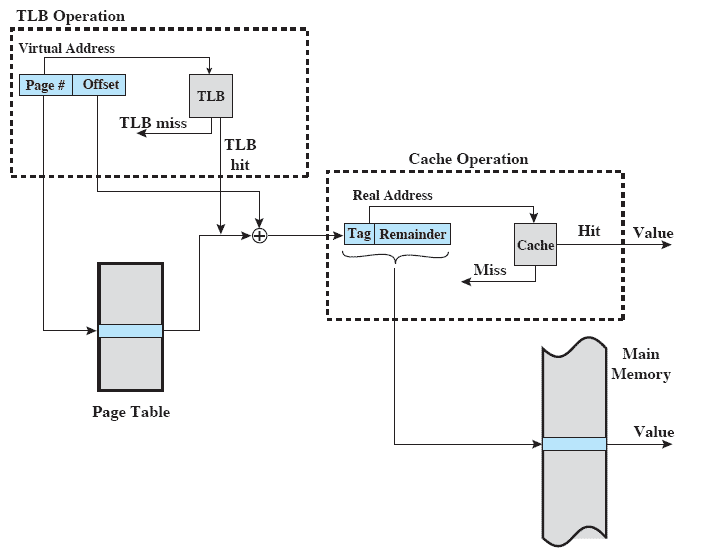 TLB Operation
Virtual Address
Page # Offset
TLB
TLB miss
TLB
hit
Cache Operation
Real Address
Tag Remainder
Cache
Hit
Value
Miss
Page Table
Main
Memory
Value